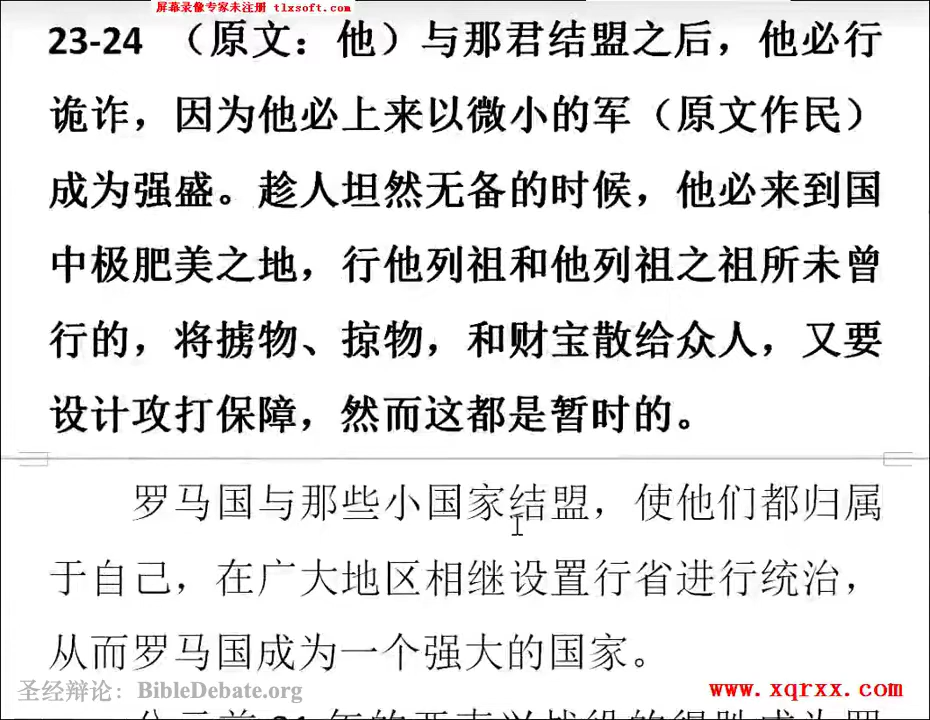 屏幕录像专家未注册 tlxsoft.com
23-24 （原文：他）与那君结盟之后，他必行
诡诈，因为他必上来以微小的军（原文作民）
成为强盛。趁人坦然无备的时候，他必来到国
中极肥美之地，行他列祖和他列祖之祖所未曾
行的，将掳物、掠物，和财宝散给众人，又要
设计攻打保障，然而这都是暂时的。
罗马国与那些小国家结盟，使他们都归属
于自己，在广大地区相继设置行省进行统治，
从而罗马国成为一个强大的国家。
圣经辩论：BibleDebate.org
www.xqrxx.com